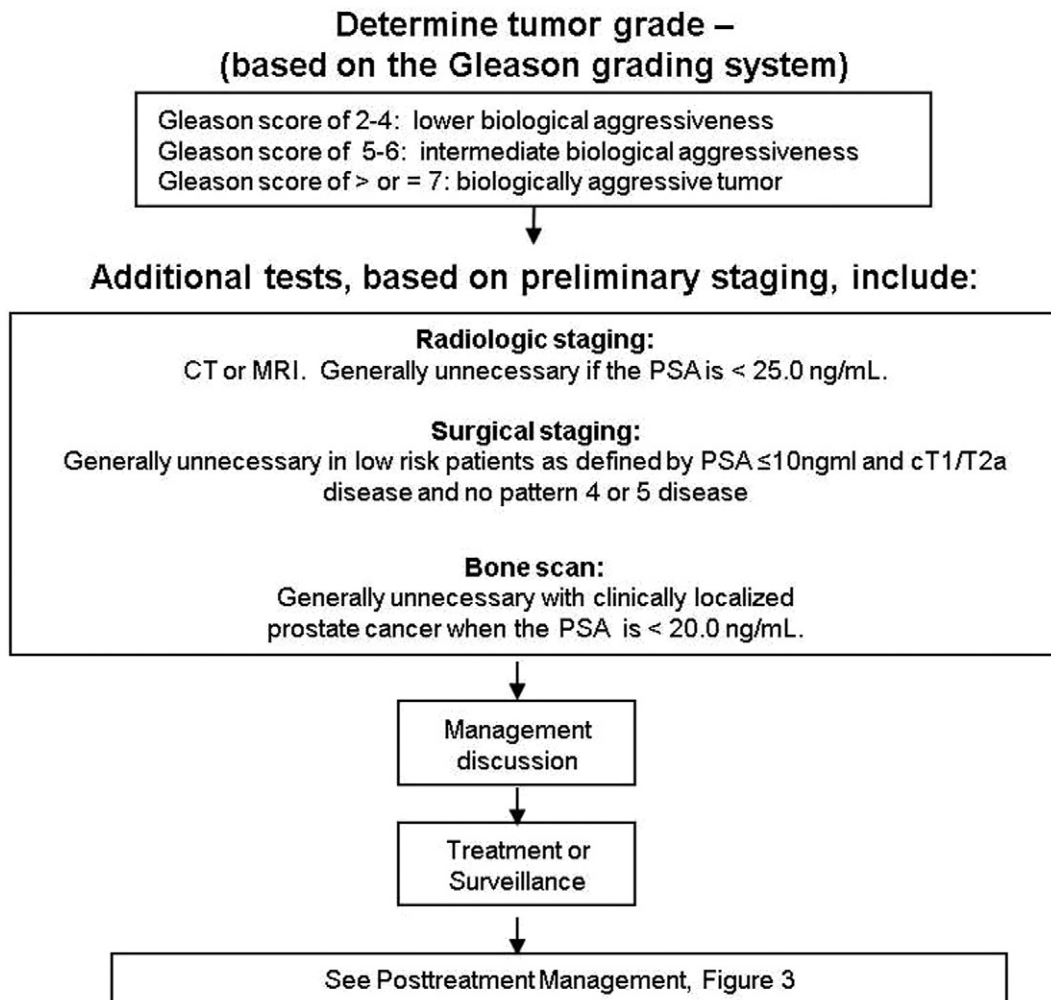 Determine tumor grade –
(based on the Gleason grading system)
Gleason score of 2-4: lower biological aggressiveness
Gleason score of 5-6: intermediate biological aggressiveness
Gleason score of > or = 7: biologically aggressive tumor
Additional tests, based on preliminary staging, include:
Radiologic staging:
CT or MRI. Generally unnecessary if the PSA is < 25.0 ng/mL.
Surgical staging:
Generally unnecessary in low risk patients as defined by PSA ≤10ngml and cT1/T2a
disease and no pattern 4 or 5 disease
Bone scan:
Generally unnecessary with clinically localized
prostate cancer when the PSA is < 20.0 ng/mL.
Management
discussion
Treatment or
Surveillance
See Posttreatment Management, Figure 3